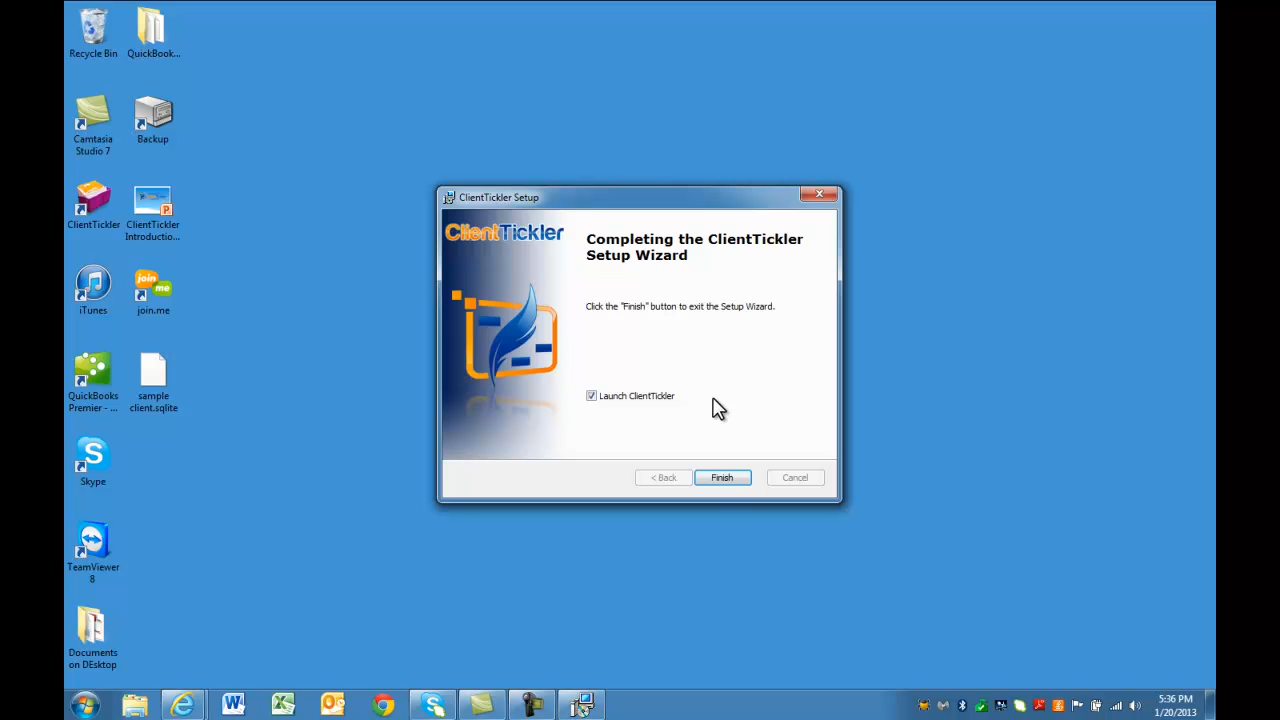 Recycle Bin
QuickBook...
Camtasia
Studio 7
Backup
ClientTickler
ClientTickler
Introductio...
iTunes
join
me
join.me
QuickBooks
Premier - ...
sample
client.sqlite
Skype
TeamViewer
8
Documents
on DEsktop
ClientTickler Setup
ClientTickler
Completing the ClientTickler
Setup Wizard
Click the "Finish" button to exit the Setup Wizard.
Launch ClientTickler
< Back
Finish
Cancel
5:36 PM
1/20/2013